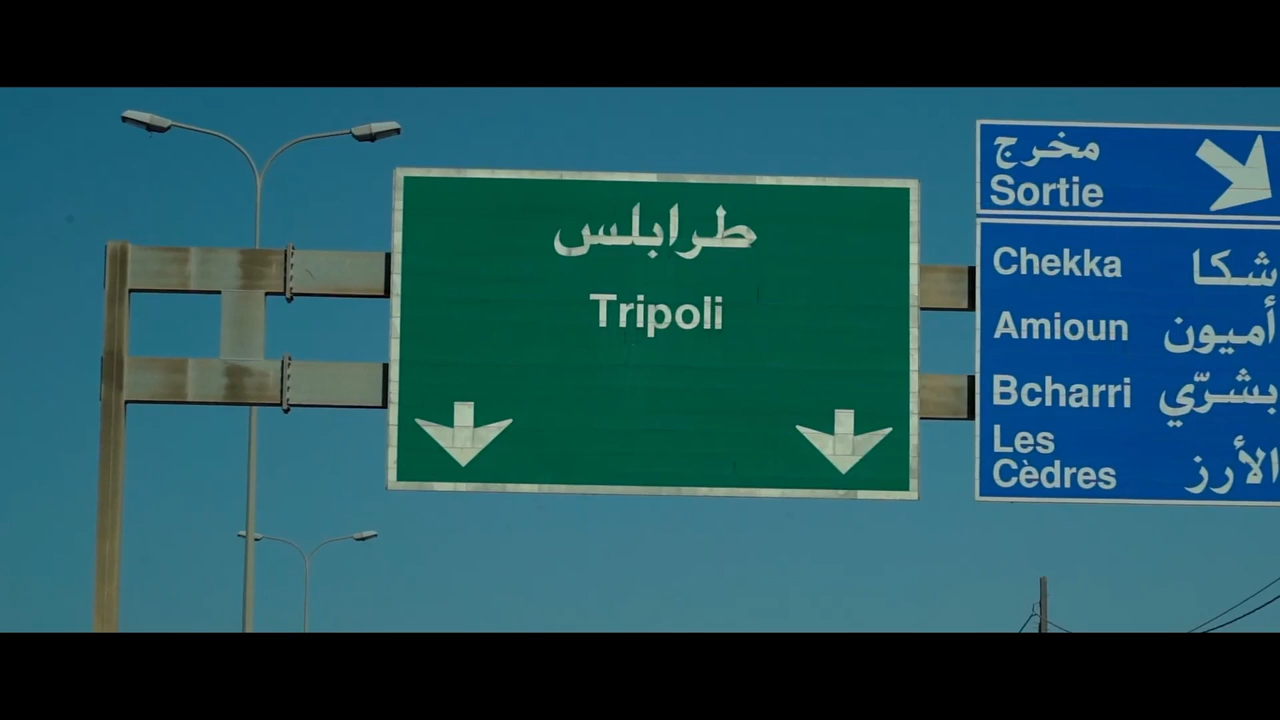 طرابلس
Tripoli
مخرج
Sortie
Chekka شكا
Amioun أميون
Bcharri بشرّي
Les
Cèdres الأرز